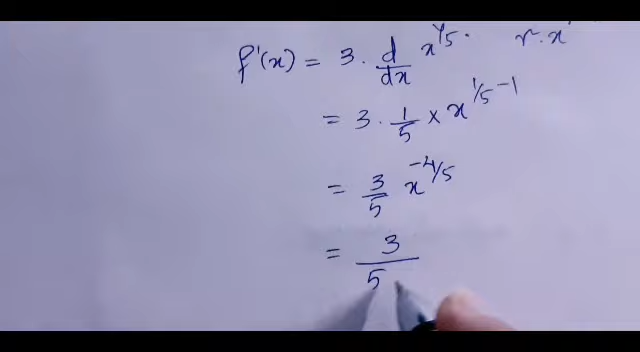 f'(x) = 3 · d/dx x^1/5 · r·x
= 3 · 1/5 × x^1/5 -1
= 3/5 x^-4/5
= 3/5